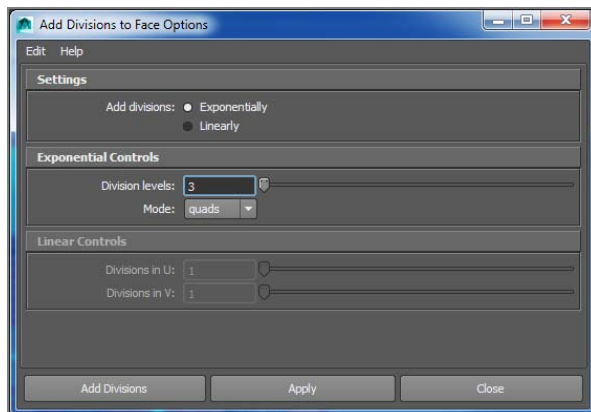 Add Divisions to Face Options
Edit Help
Settings
Add divisions: Exponentially
Linearly
Exponential Controls
Division levels: 3
Mode: quads
Linear Controls
Divisions in U: 1
Divisions in V: 1
Add Divisions Apply Close